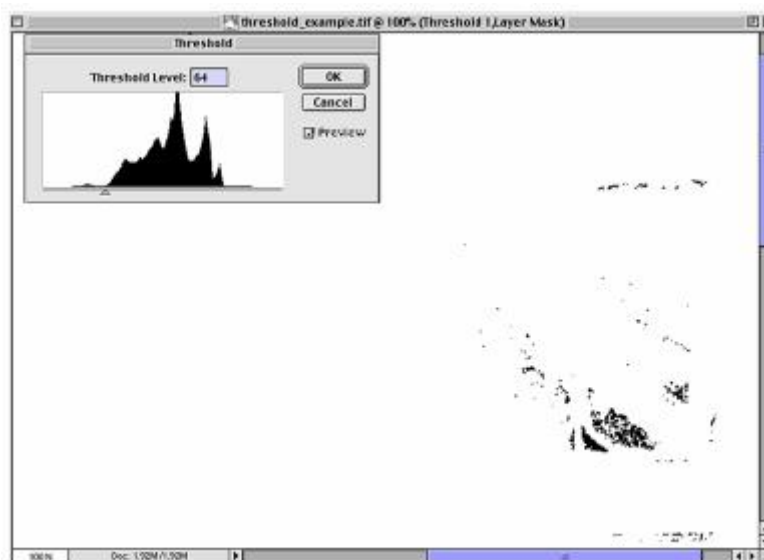 threshold_example.tif @ 100% (Threshold 1,Layer Mask)
Threshold
Threshold Level: 64
OK
Cancel
Preview
100%
Doc: 1.92M/1.92M